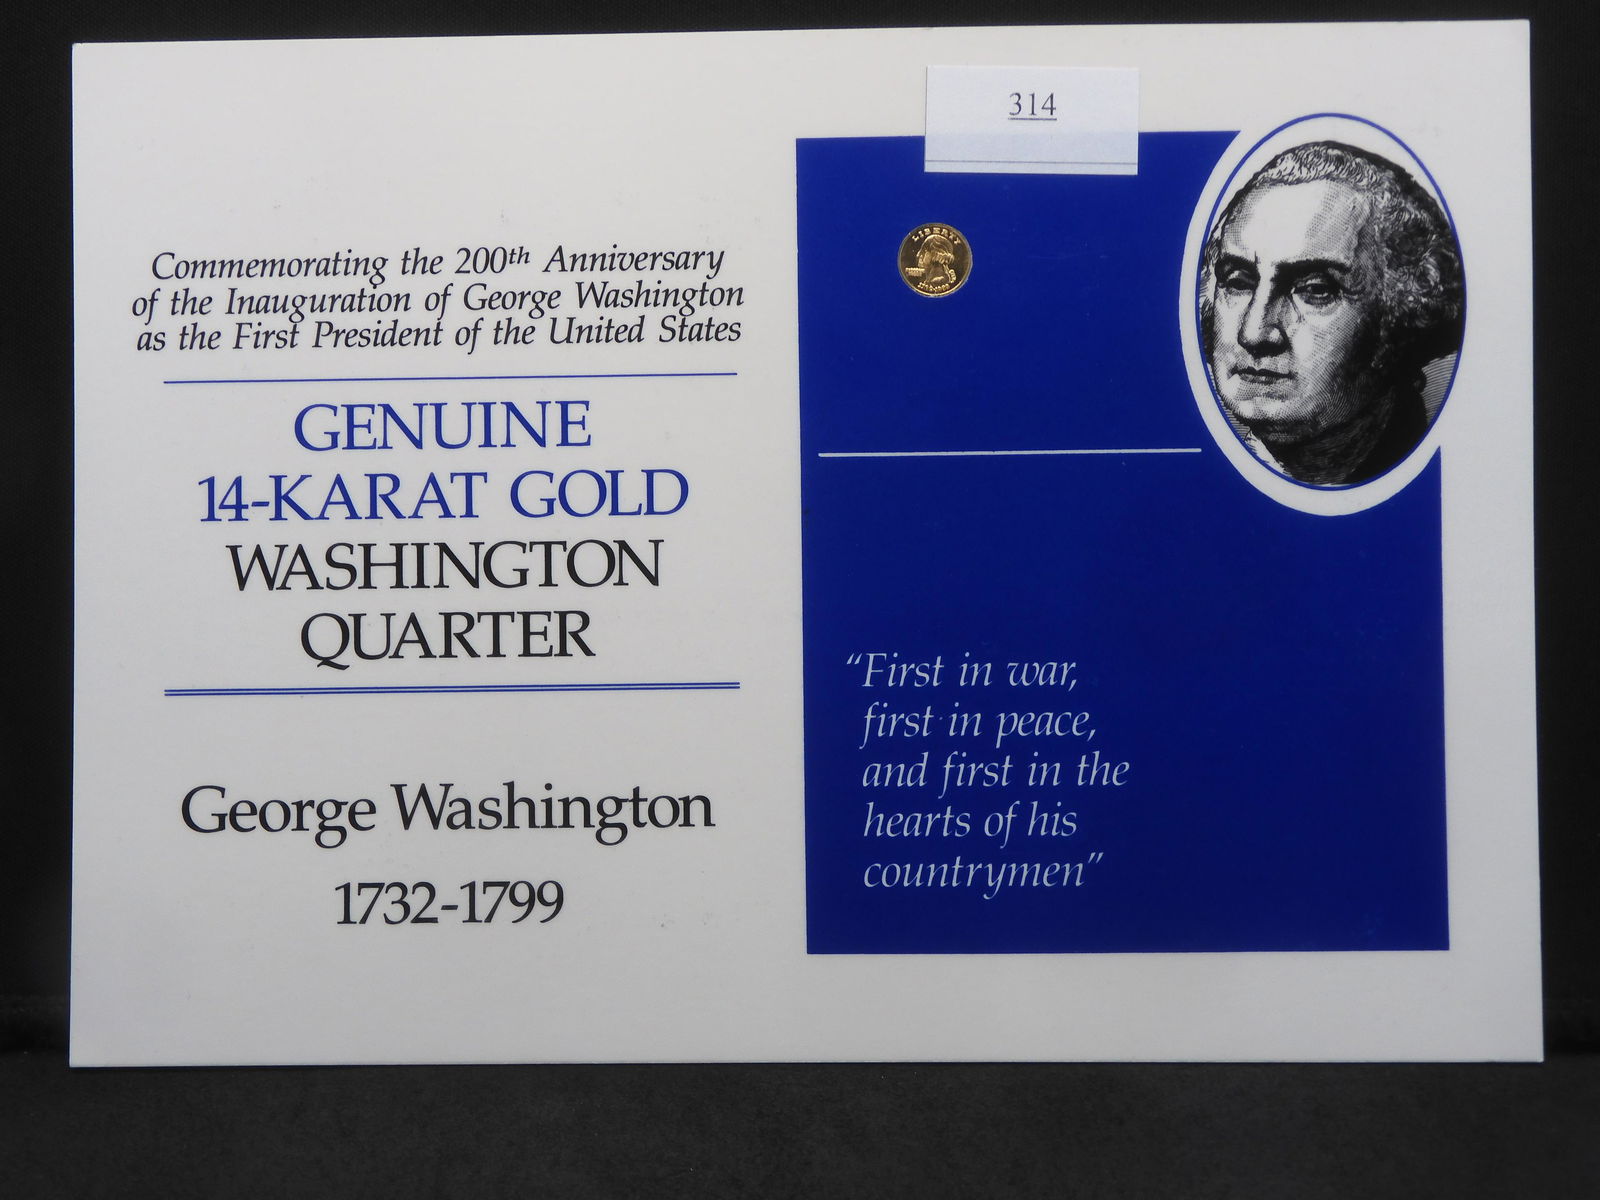 Commemorating the 200th Anniversary
of the Inauguration of George Washington
as the First President of the United States
GENUINE
14-KARAT GOLD
WASHINGTON
QUARTER
George Washington
1732-1799
314
LIBERTY
"First in war,
first in peace,
and first in the
hearts of his
countrymen"